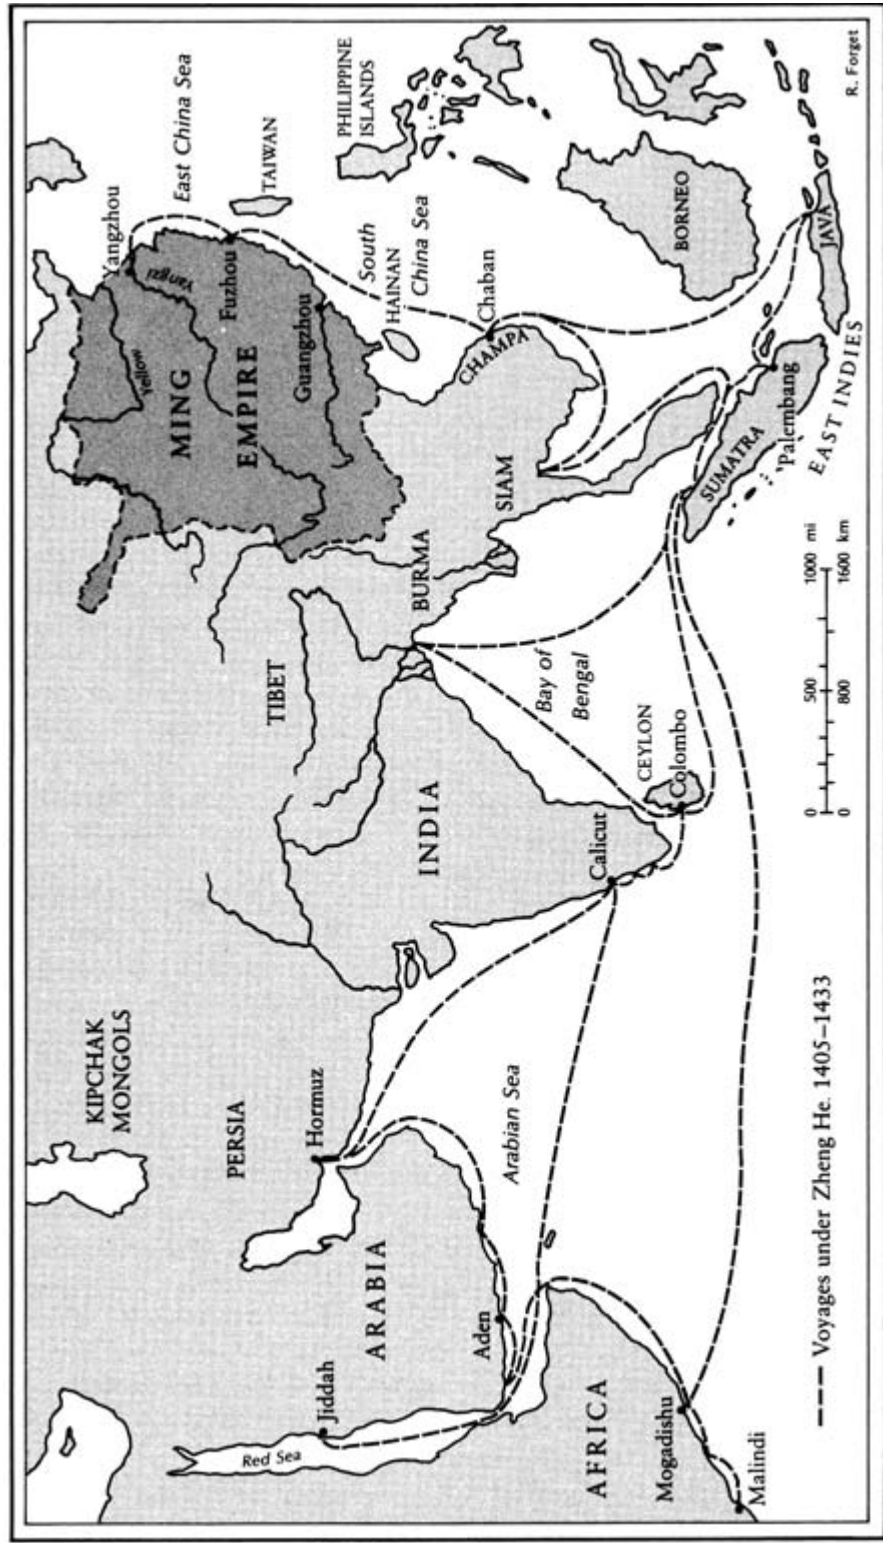 KIPCHAK
MONGOLS
PERSIA
Hormuz
ARABIA
Jiddah
Red Sea
Aden
AFRICA
Mogadishu
Malindi
Arabian Sea
TIBET
INDIA
Calicut
CEYLON
Colombo
Bay of
Bengal
BURMA
SIAM
MING
EMPIRE
Yellow
Yangzi
Yangzhou
Fuzhou
Guangzhou
East China Sea
TAIWAN
HAINAN
South
China Sea
CHAMPA
Chaban
PHILIPPINE
ISLANDS
BORNEO
SUMATRA
Palembang
JAVA
EAST INDIES
0 500 1000 mi
0 800 1600 km
Voyages under Zheng He. 1405–1433
R. Forget